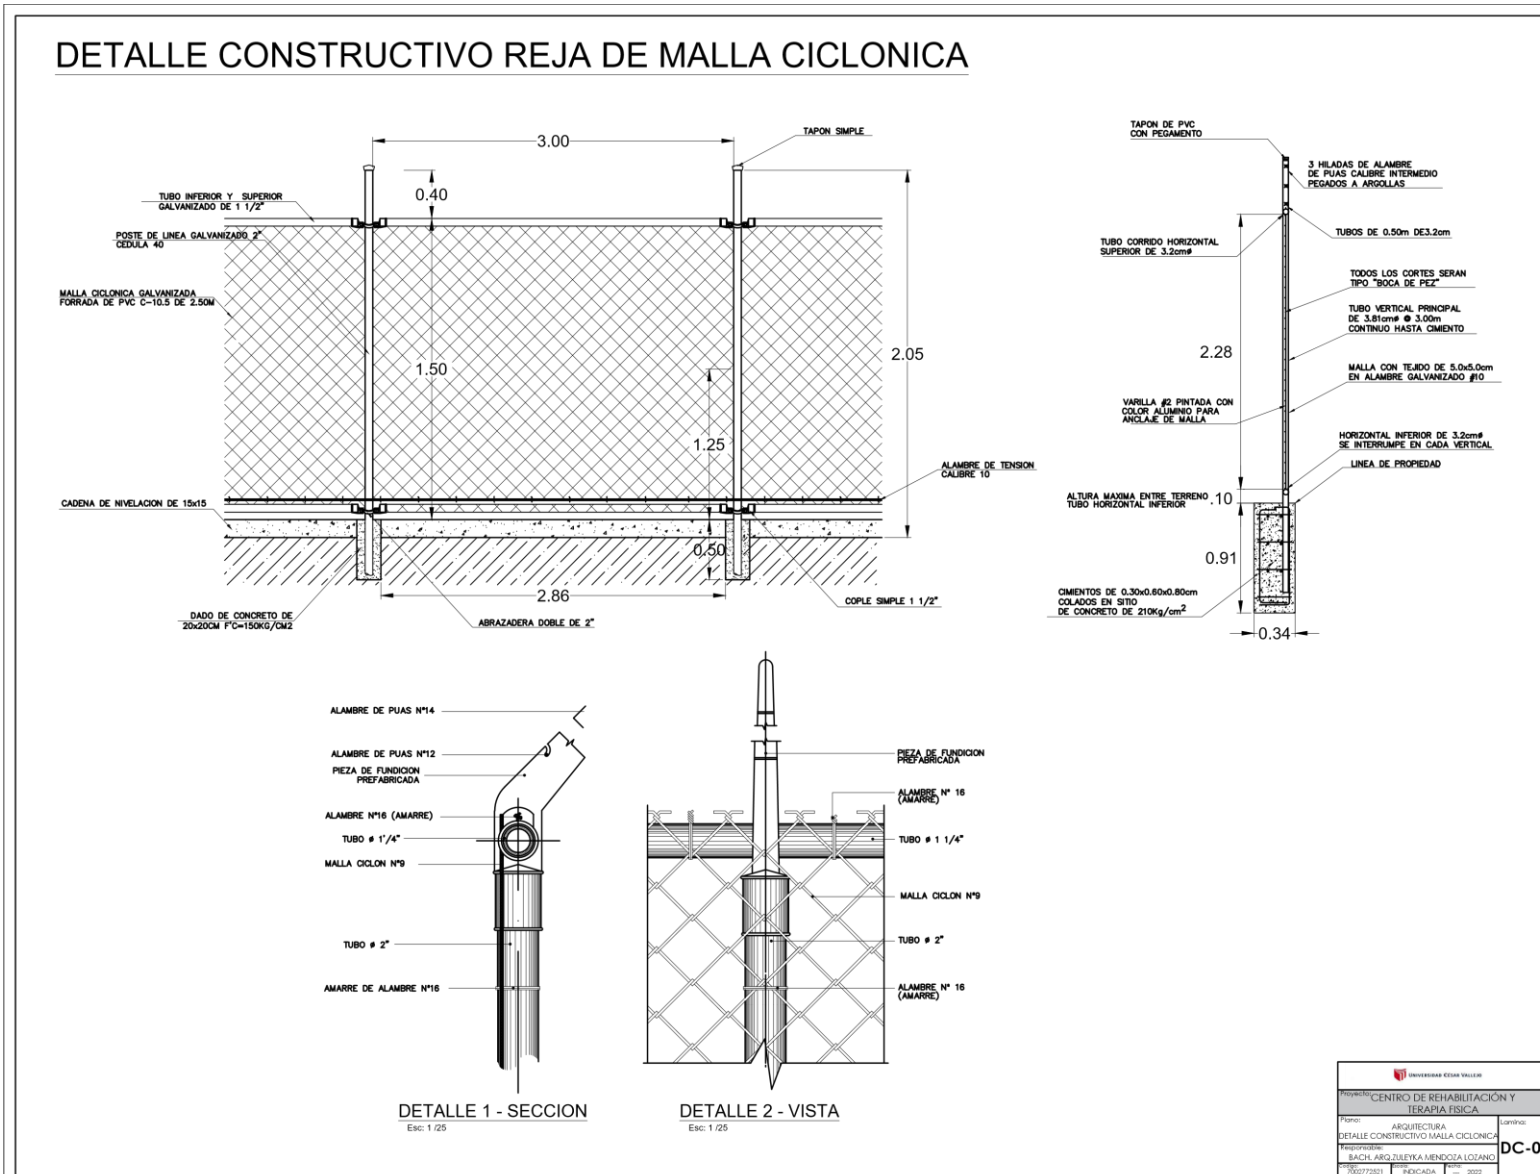 DETALLE CONSTRUCTIVO REJA DE MALLA CICLONICA
3.00
TAPON SIMPLE
0.40
TUBO INFERIOR Y SUPERIOR
GALVANIZADO DE 1 1/2"
POSTE DE LINEA GALVANIZADO 2"
CEDULA 40
MALLA CICLONICA GALVANIZADA
FORRADA DE PVC C-10.5 DE 2.50M
1.50
2.05
1.25
ALAMBRE DE TENSION
CALIBRE 10
CADENA DE NIVELACION DE 15x15
0.50
2.86
COPLE SIMPLE 1 1/2"
DADO DE CONCRETO DE
20x20CM F'C=150KG/CM2
ABRAZADERA DOBLE DE 2"
TAPON DE PVC
CON PEGAMENTO
3 HILADAS DE ALAMBRE
DE PUAS CALIBRE INTERMEDIO
PEGADOS A ARGOLLAS
TUBOS DE 0.50m DE3.2cm
TUBO CORRIDO HORIZONTAL
SUPERIOR DE 3.2cmø
TODOS LOS CORTES SERAN
TIPO "BOCA DE PEZ"
TUBO VERTICAL PRINCIPAL
DE 3.81cmø @ 3.00m
CONTINUO HASTA CIMIENTO
2.28
MALLA CON TEJIDO DE 5.0x5.0cm
EN ALAMBRE GALVANIZADO #10
VARILLA #2 PINTADA CON
COLOR ALUMINIO PARA
ANCLAJE DE MALLA
HORIZONTAL INFERIOR DE 3.2cmø
SE INTERRUMPE EN CADA VERTICAL
LINEA DE PROPIEDAD
ALTURA MAXIMA ENTRE TERRENO
TUBO HORIZONTAL INFERIOR
.10
0.91
CIMIENTOS DE 0.30x0.60x0.80cm
COLADOS EN SITIO
DE CONCRETO DE 210Kg/cm2
0.34
ALAMBRE DE PUAS N°14
ALAMBRE DE PUAS N°12
PIEZA DE FUNDICION
PREFABRICADA
ALAMBRE N°16 (AMARRE)
TUBO ø 1'/4"
MALLA CICLON N°9
TUBO ø 2"
AMARRE DE ALAMBRE N°16
DETALLE 1 - SECCION
Esc: 1 /25
PIEZA DE FUNDICION
PREFABRICADA
ALAMBRE N° 16
(AMARRE)
TUBO ø 1 1/4"
MALLA CICLON N°9
TUBO ø 2"
ALAMBRE N° 16
(AMARRE)
DETALLE 2 - VISTA
Esc: 1 /25
UNIVERSIDAD CÉSAR VALLEJO
Proyecto:
CENTRO DE REHABILITACIÓN Y
TERAPIA FISICA
Plano:
ARQUITECTURA
DETALLE CONSTRUCTIVO MALLA CICLONICA
Lamina:
DC-0
Responsable:
BACH. ARQ.ZULEYKA MENDOZA LOZANO
INDICADA
2022